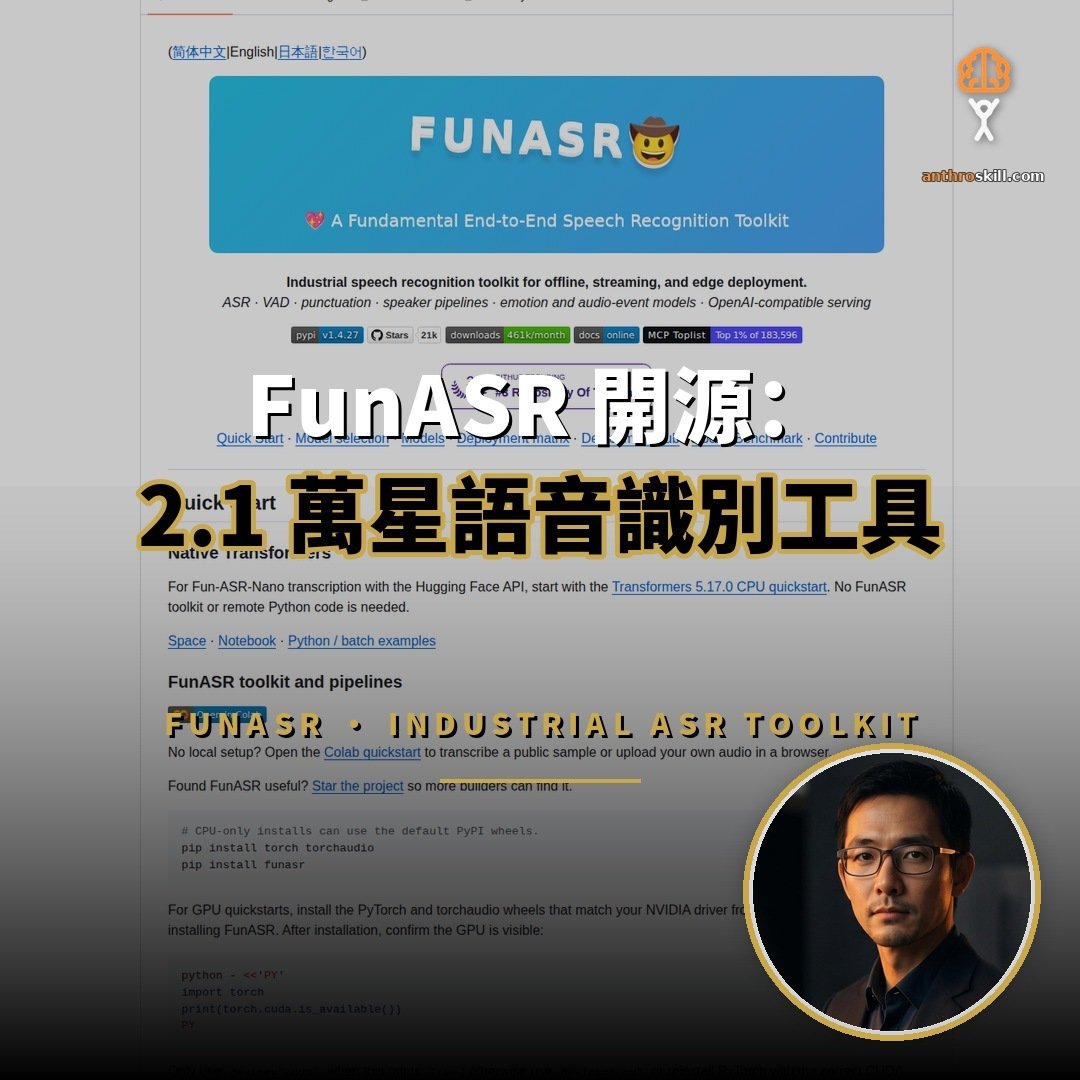 (简体中文|English|日本語|한국어)
FUNASR
A Fundamental End-to-End Speech Recognition Toolkit
anthroskill.com
Industrial speech recognition toolkit for offline, streaming, and edge deployment.
ASR · VAD · punctuation · speaker pipelines · emotion and audio-event models · OpenAI-compatible serving
pypi v1.4.27 Stars 21k downloads 461k/month docs online MCP Toplist Top 1% of 183,596
FunASR 開源：
Quick Start · Model selection · Models · Deployment matrix · Benchmark · Contribute
2.1 萬星語音識別工具
Native Transformers
For Fun-ASR-Nano transcription with the Hugging Face API, start with the Transformers 5.17.0 CPU quickstart. No FunASR
toolkit or remote Python code is needed.
Space · Notebook · Python / batch examples
FunASR toolkit and pipelines
FUNASR · INDUSTRIAL ASR TOOLKIT
No local setup? Open the Colab quickstart to transcribe a public sample or upload your own audio in a browser.
Found FunASR useful? Star the project so more builders can find it.
# CPU-only installs can use the default PyPI wheels.
pip install torch torchaudio
pip install funasr
For GPU quickstarts, install the PyTorch and torchaudio wheels that match your NVIDIA driver
installing FunASR. After installation, confirm the GPU is visible:
python - <<'PY'
import torch
print(torch.cuda.is_available())
PY